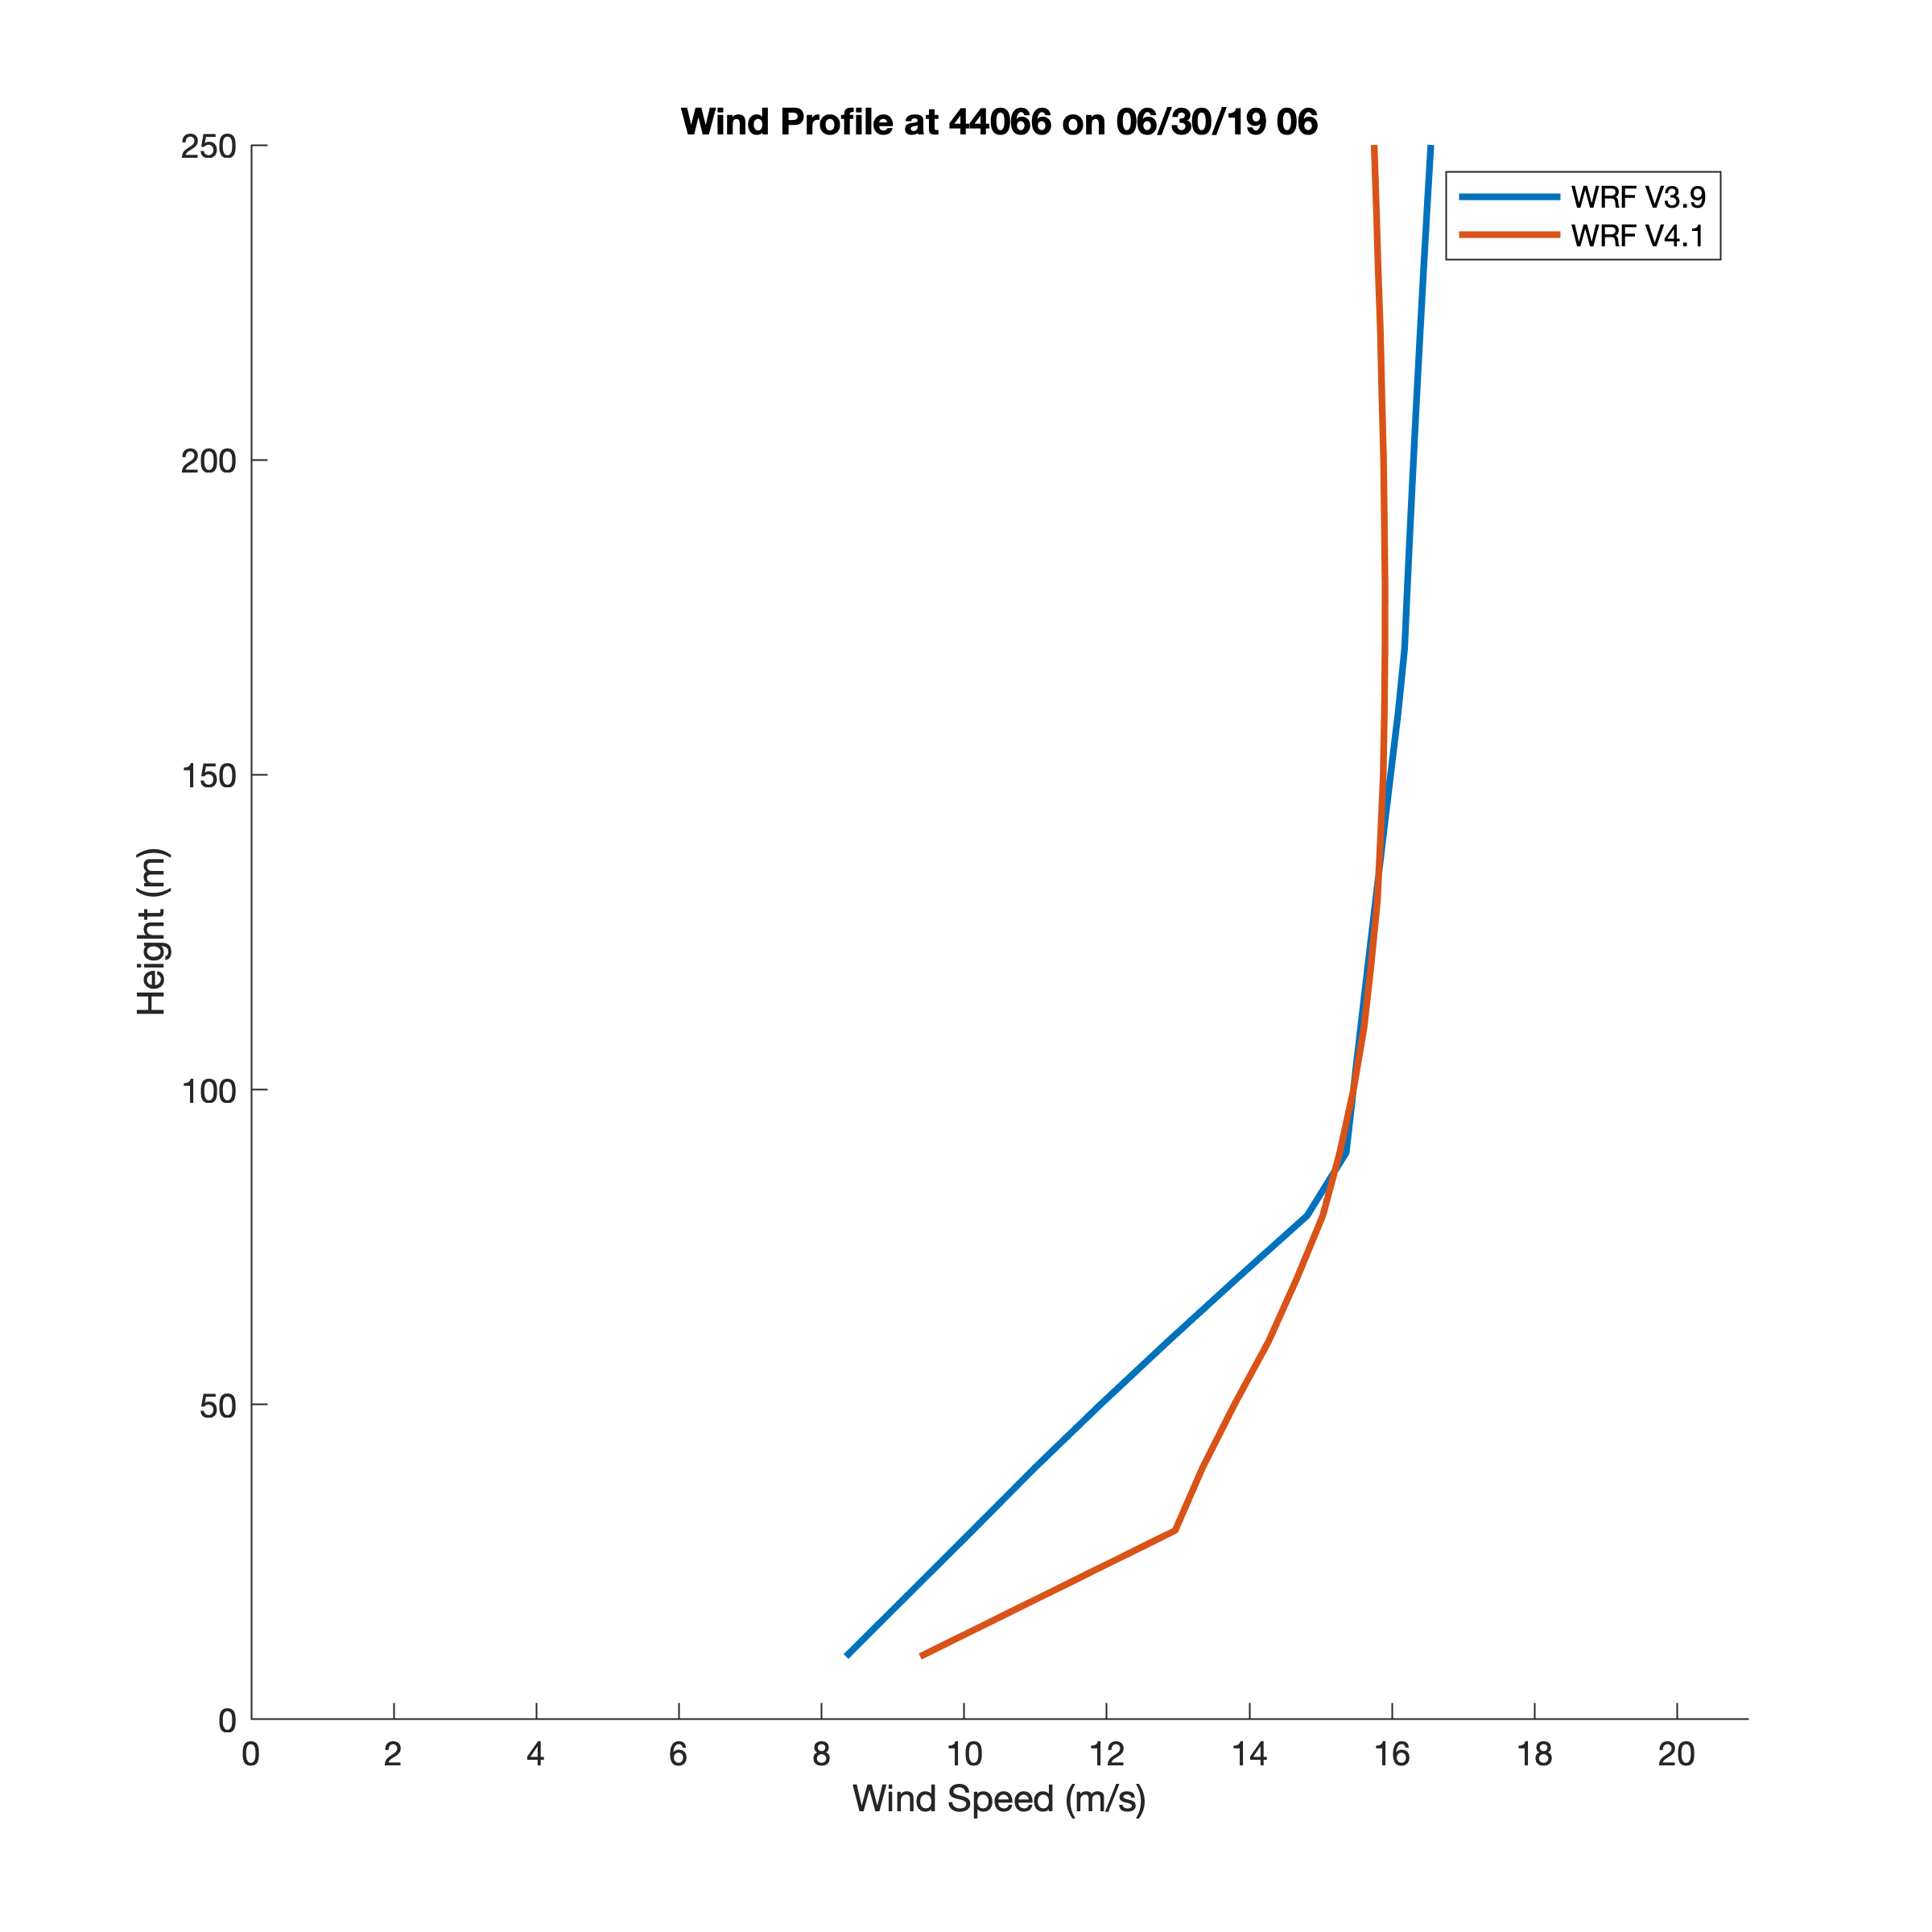 Wind Profile at 44066 on 06/30/19 06
250
200
150
100
50
0
Height (m)
WRF V3.9
WRF V4.1
0 2 4 6 8 10 12 14 16 18 20
Wind Speed (m/s)